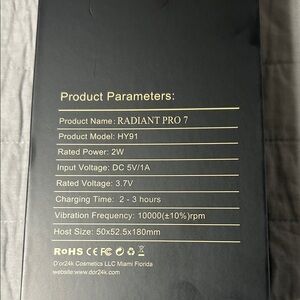 Product Parameters:
Product Name: RADIANT PRO 7
Product Model: HY91
Rated Power: 2W
Input Voltage: DC 5V/1A
Rated Voltage: 3.7V
Charging Time: 2 - 3 hours
Vibration Frequency: 10000(±10%)rpm
Host Size: 50x52.5x180mm
RoHS CE FC
D'or24k Cosmetics LLC Miami Florida
website:www.dor24k.com